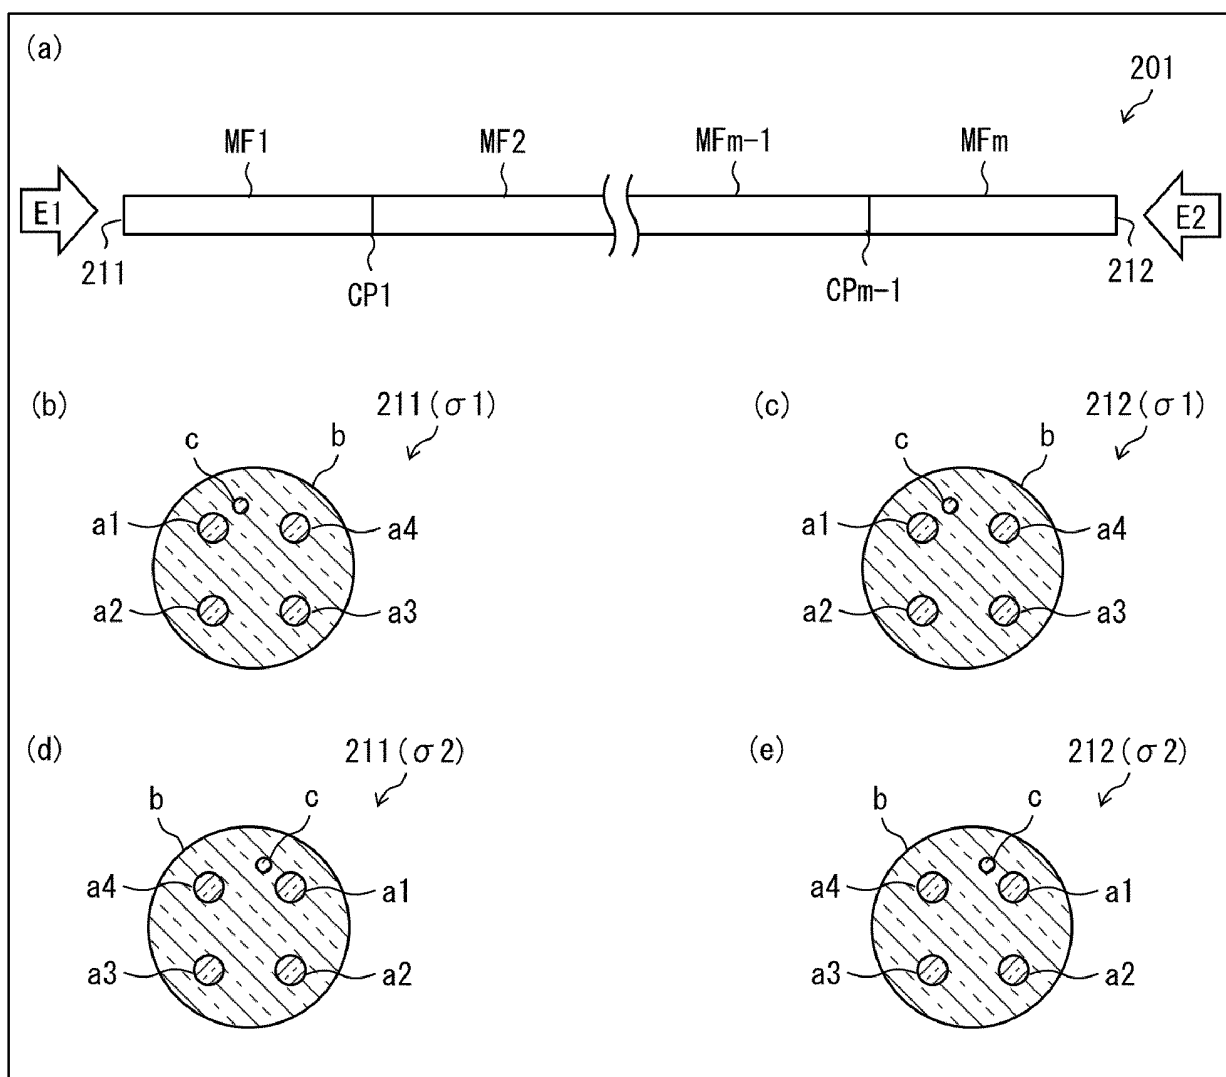 (a)
201
MF1 MF2 MFm-1 MFm
E1 E2
211 CP1 CPm-1 212
(b) 211(σ1) (c) 212(σ1)
c b c b
a1 a4 a1 a4
a2 a3 a2 a3
(d) 211(σ2) (e) 212(σ2)
b c b c
a4 a1 a4 a1
a3 a2 a3 a2